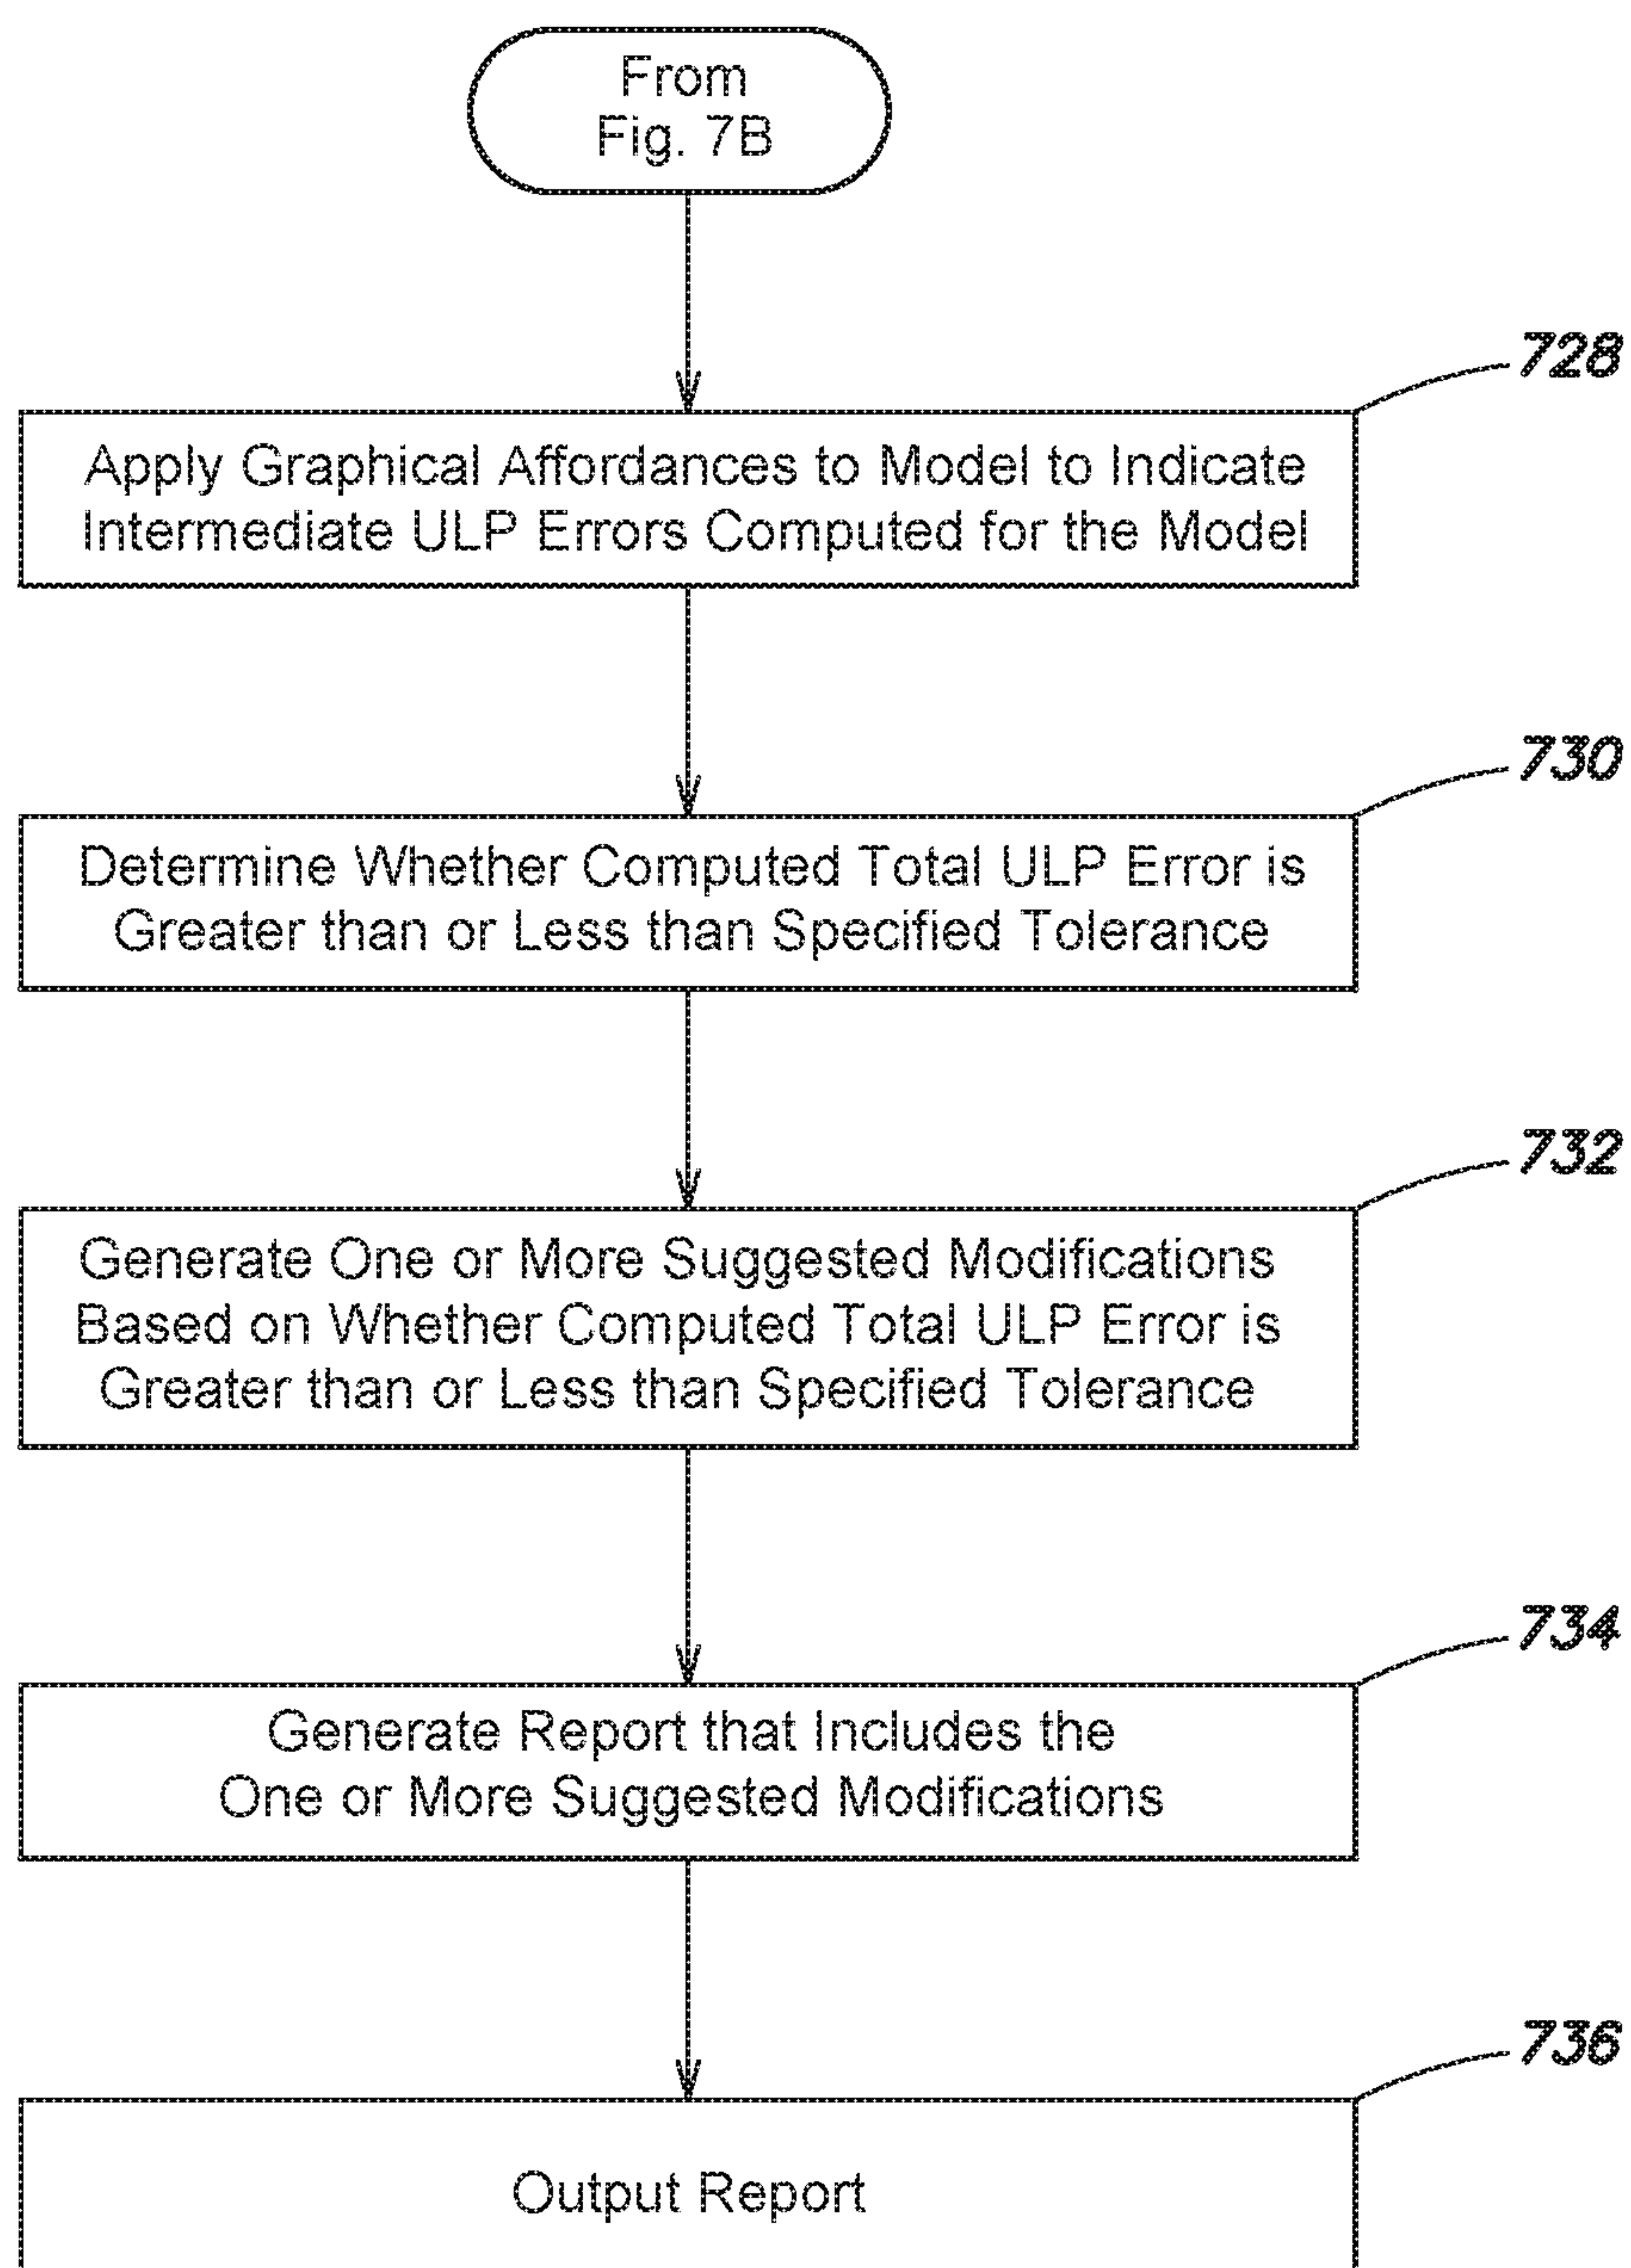 From
Fig. 7B
728
Apply Graphical Affordances to Model to Indicate
Intermediate ULP Errors Computed for the Model
730
Determine Whether Computed Total ULP Error is
Greater than or Less than Specified Tolerance
732
Generate One or More Suggested Modifications
Based on Whether Computed Total ULP Error is
Greater than or Less than Specified Tolerance
734
Generate Report that Includes the
One or More Suggested Modifications
736
Output Report